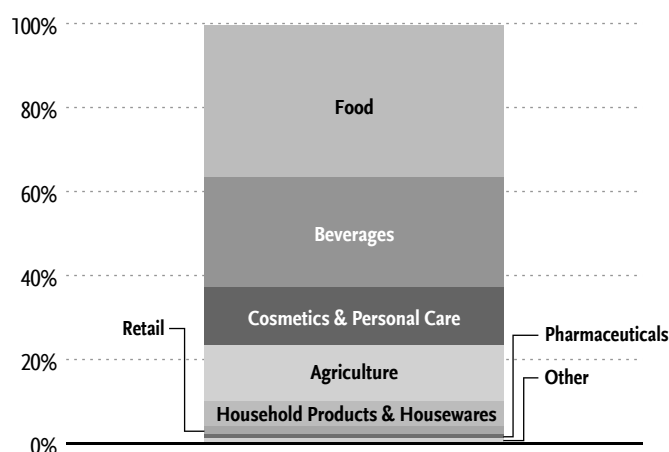 100%
Food
80%
60%
Beverages
40%
Cosmetics & Personal Care
Retail
Pharmaceuticals
20%
Agriculture
Other
Household Products & Housewares
0%